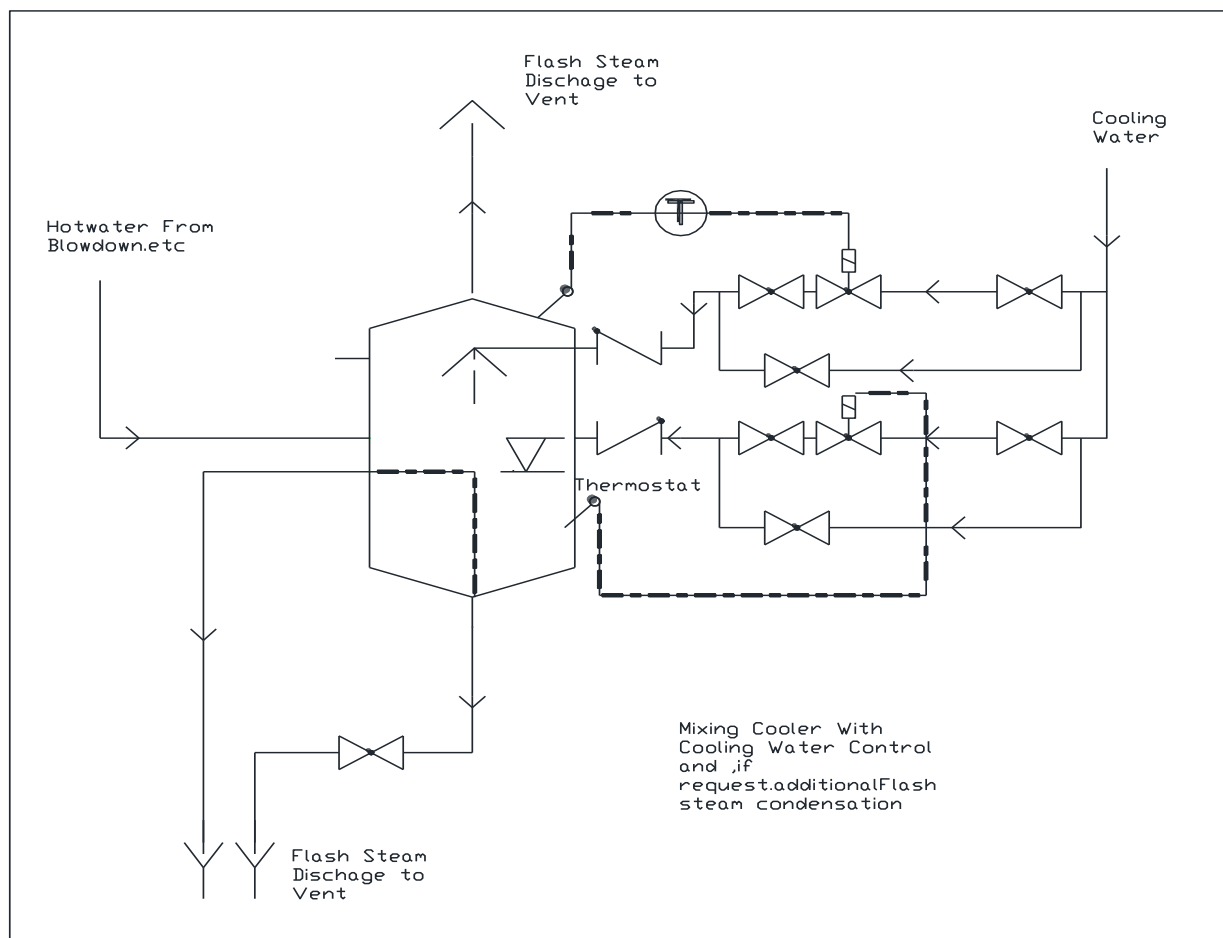 Flash Steam
Dischage to
Vent
Cooling
Water
Hotwater From
Blowdown.etc
T
Thermostat
Mixing Cooler With
Cooling Water Control
and ,if
request.additionalFlash
steam condensation
Flash Steam
Dischage to
Vent